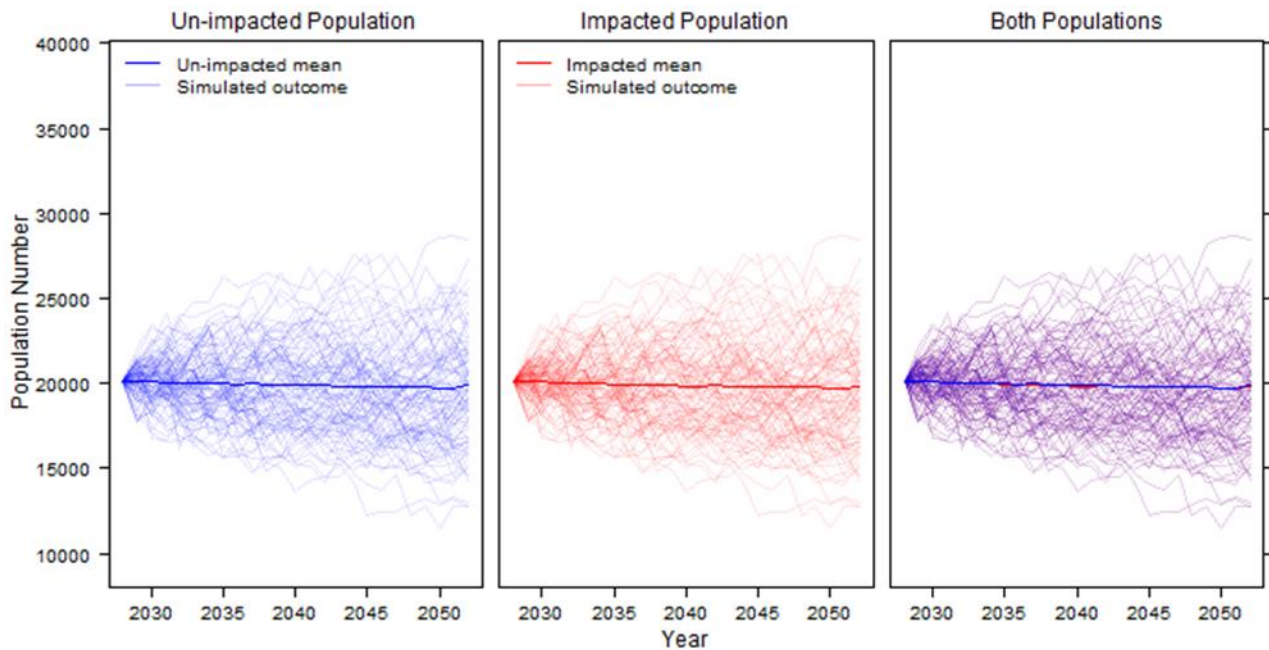 Un-impacted Population
Impacted Population
Both Populations
Population Number
40000
35000
30000
25000
20000
15000
10000
Un-impacted mean
Simulated outcome
Impacted mean
Simulated outcome
2030 2035 2040 2045 2050
2030 2035 2040 2045 2050
2030 2035 2040 2045 2050
Year